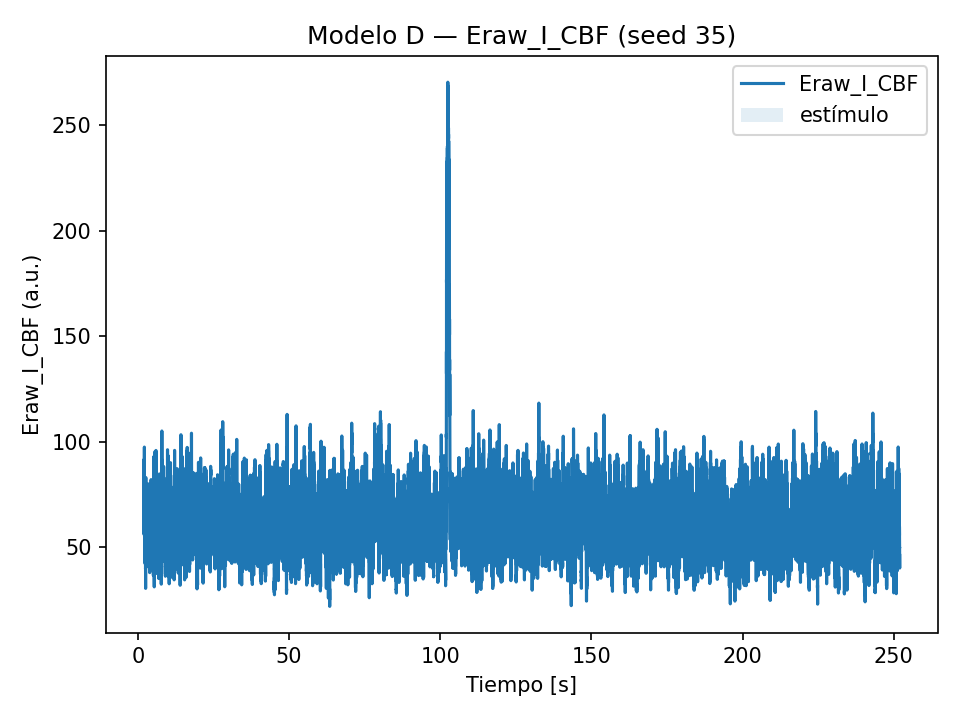 Modelo D — Eraw_I_CBF (seed 35)
Eraw_I_CBF
estímulo
Eraw_I_CBF (a.u.)
250
200
150
100
50
0 50 100 150 200 250
Tiempo [s]